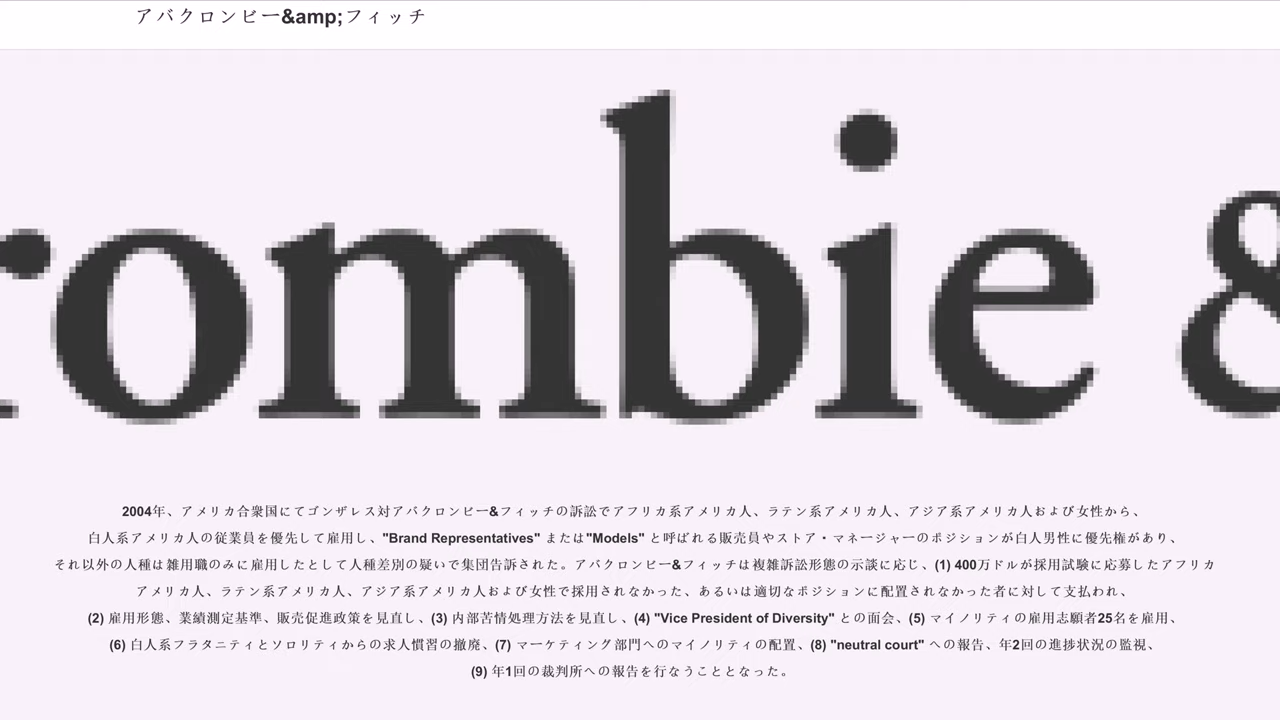 アバクロンビー&amp;フィッチ
rombie &
2004年、アメリカ合衆国にてゴンザレス対アバクロンビー&フィッチの訴訟でアフリカ系アメリカ人、ラテン系アメリカ人、アジア系アメリカ人および女性から、
白人系アメリカ人の従業員を優先して雇用し、"Brand Representatives" または"Models" と呼ばれる販売員やストア・マネージャーのポジションが白人男性に優先権があり、
それ以外の人種は雑用職のみに雇用したとして人種差別の疑いで集団告訴された。アバクロンビー&フィッチは複雑訴訟形態の示談に応じ、(1) 400万ドルが採用試験に応募したアフリカ
アメリカ人、ラテン系アメリカ人、アジア系アメリカ人および女性で採用されなかった、あるいは適切なポジションに配置されなかった者に対して支払われ、
(2) 雇用形態、業績測定基準、販売促進政策を見直し、(3) 内部苦情処理方法を見直し、(4) "Vice President of Diversity" との面会、(5) マイノリティの雇用志願者25名を雇用、
(6) 白人系フラタニティとソロリティからの求人慣習の撤廃、(7) マーケティング部門へのマイノリティの配置、(8) "neutral court" への報告、年2回の進捗状況の監視、
(9) 年1回の裁判所への報告を行なうこととなった。